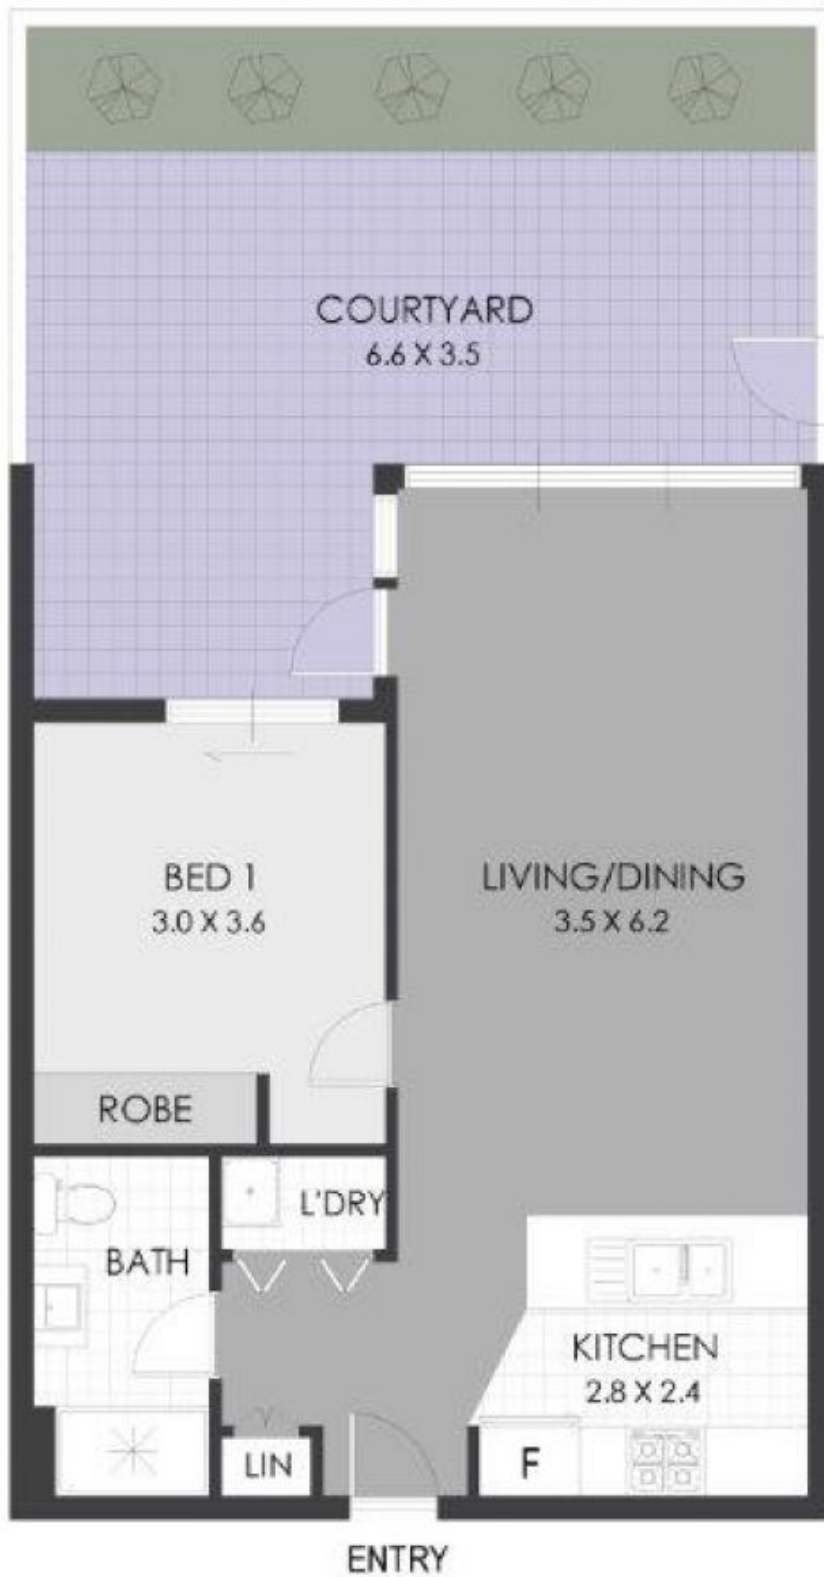 COURTYARD
6.6 X 3.5
BED 1
3.0 X 3.6
LIVING/DINING
3.5 X 6.2
ROBE
L'DRY
BATH
KITCHEN
2.8 X 2.4
LIN
F
ENTRY